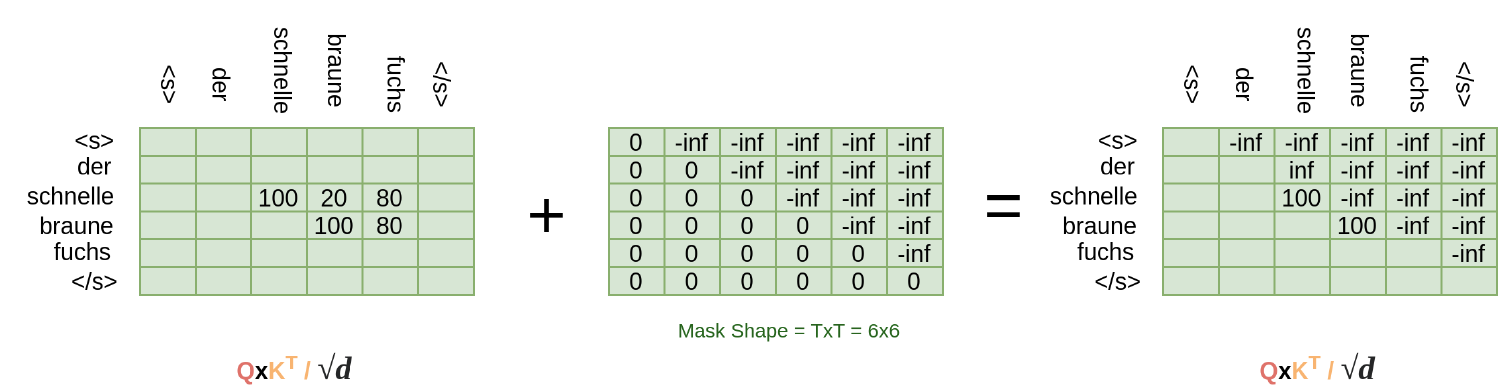 <s> der schnelle braune fuchs </s> <s> der schnelle braune fuchs </s>
<s> 0 -inf -inf -inf -inf -inf <s> -inf -inf -inf -inf -inf
der 0 0 -inf -inf -inf -inf der inf -inf -inf -inf
schnelle 100 20 80 + 0 0 0 -inf -inf -inf = schnelle 100 -inf -inf -inf
braune 100 80 0 0 0 0 -inf -inf braune 100 -inf -inf
fuchs 0 0 0 0 0 -inf fuchs -inf
</s> 0 0 0 0 0 0 </s>
Mask Shape = TxT = 6x6
QxK^T / √d QxK^T / √d